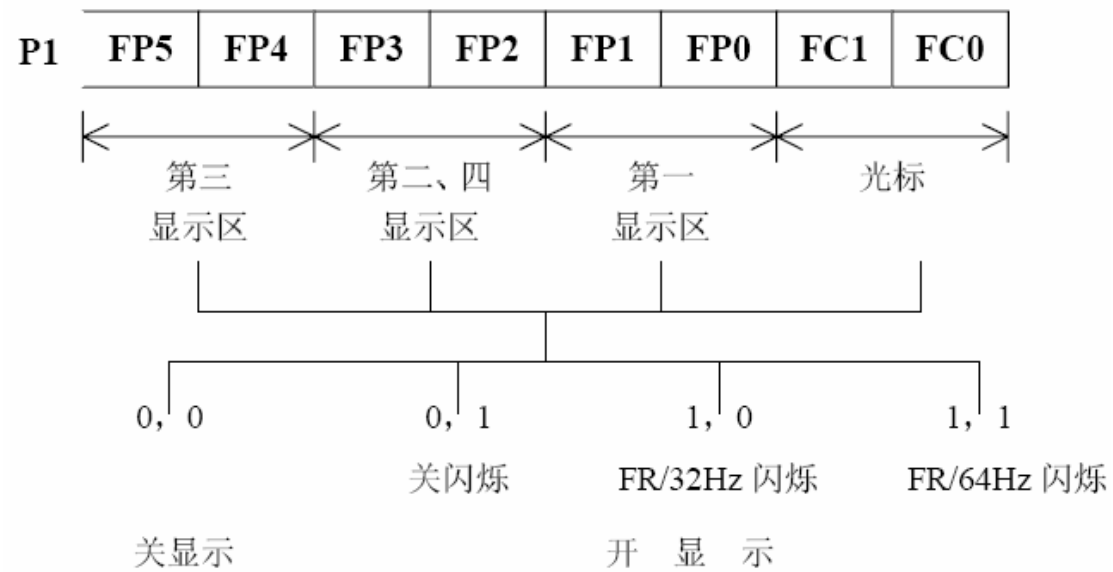 P1 FP5 FP4 FP3 FP2 FP1 FP0 FC1 FC0
第三 第二、四 第一 光标
显示区 显示区 显示区
0, 0 0, 1 1, 0 1, 1
关闪烁 FR/32Hz 闪烁 FR/64Hz 闪烁
关显示 开 显 示